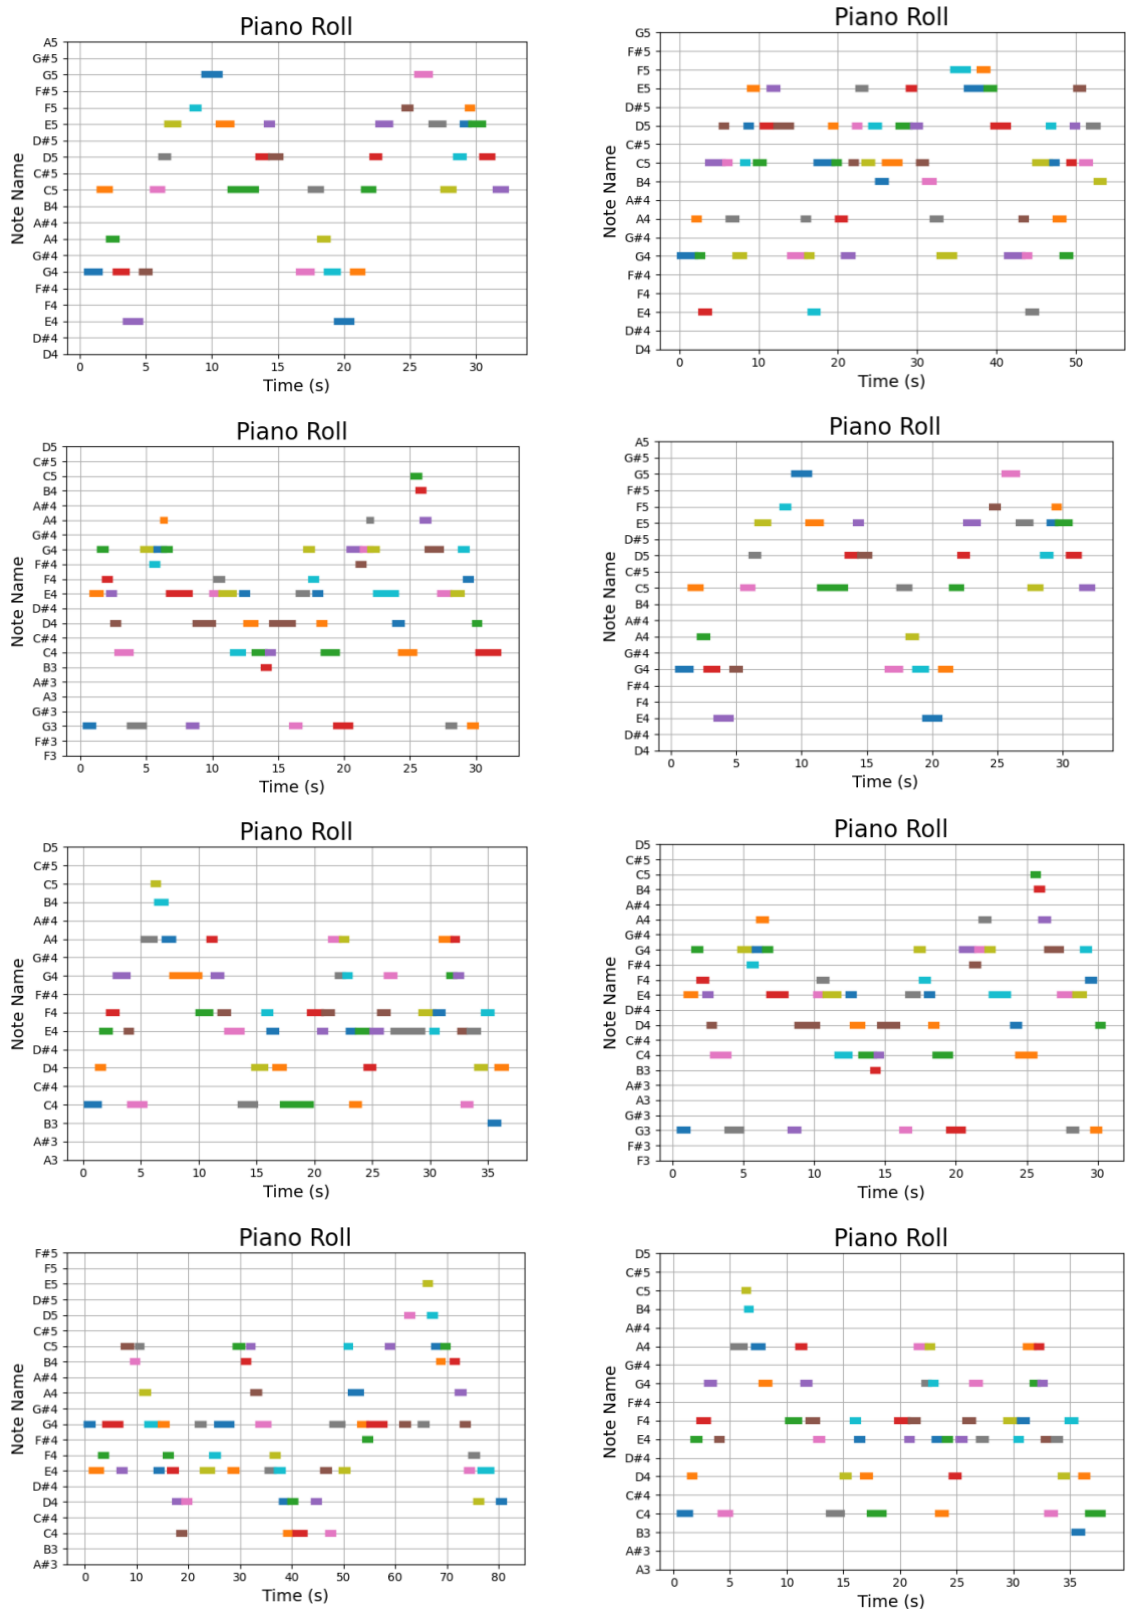 Piano Roll
A5
G#5
G5
F#5
F5
E5
D#5
D5
C#5
C5
B4
A#4
A4
G#4
G4
F#4
F4
E4
D#4
D4
Note Name
0 5 10 15 20 25 30
Time (s)
Piano Roll
G5
F#5
F5
E5
D#5
D5
C#5
C5
B4
A#4
A4
G#4
G4
F#4
F4
E4
D#4
D4
Note Name
0 10 20 30 40 50
Time (s)
Piano Roll
D5
C#5
C5
B4
A#4
A4
G#4
G4
F#4
F4
E4
D#4
D4
C#4
C4
B3
A#3
A3
G#3
G3
F#3
F3
Note Name
0 5 10 15 20 25 30
Time (s)
Piano Roll
A5
G#5
G5
F#5
F5
E5
D#5
D5
C#5
C5
B4
A#4
A4
G#4
G4
F#4
F4
E4
D#4
D4
Note Name
0 5 10 15 20 25 30
Time (s)
Piano Roll
D5
C#5
C5
B4
A#4
A4
G#4
G4
F#4
F4
E4
D#4
D4
C#4
C4
B3
A#3
A3
Note Name
0 5 10 15 20 25 30 35
Time (s)
Piano Roll
D5
C#5
C5
B4
A#4
A4
G#4
G4
F#4
F4
E4
D#4
D4
C#4
C4
B3
A#3
A3
G#3
G3
F#3
F3
Note Name
0 5 10 15 20 25 30
Time (s)
Piano Roll
F#5
F5
E5
D#5
D5
C#5
C5
B4
A#4
A4
G#4
G4
F#4
F4
E4
D#4
D4
C#4
C4
B3
A#3
Note Name
0 10 20 30 40 50 60 70 80
Time (s)
Piano Roll
D5
C#5
C5
B4
A#4
A4
G#4
G4
F#4
F4
E4
D#4
D4
C#4
C4
B3
A#3
A3
Note Name
0 5 10 15 20 25 30 35
Time (s)